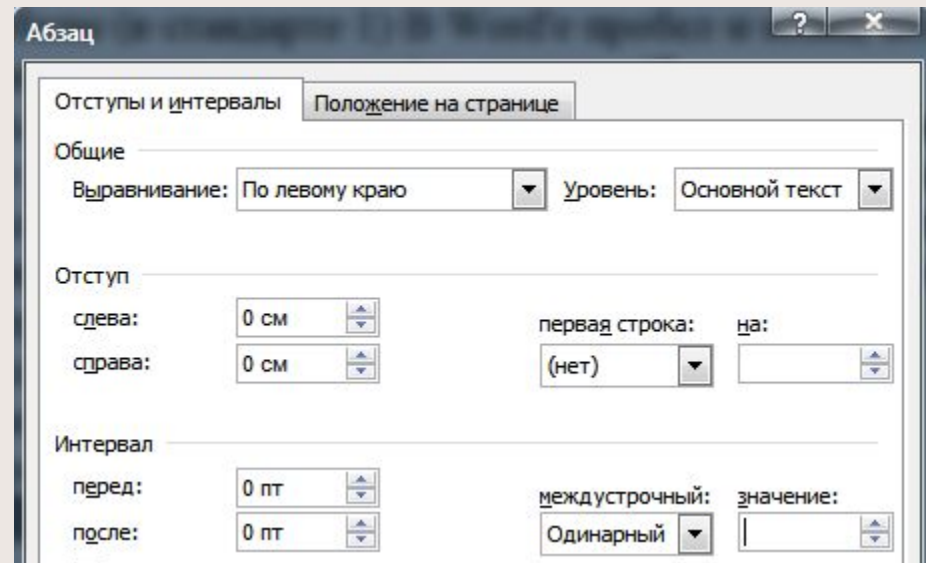 Абзац
Отступы и интервалы Положение на странице
Общие
Выравнивание: По левому краю Уровень: Основной текст
Отступ
слева: 0 см первая строка: на:
справа: 0 см (нет)
Интервал
перед: 0 пт междустрочный: значение:
после: 0 пт Одинарный